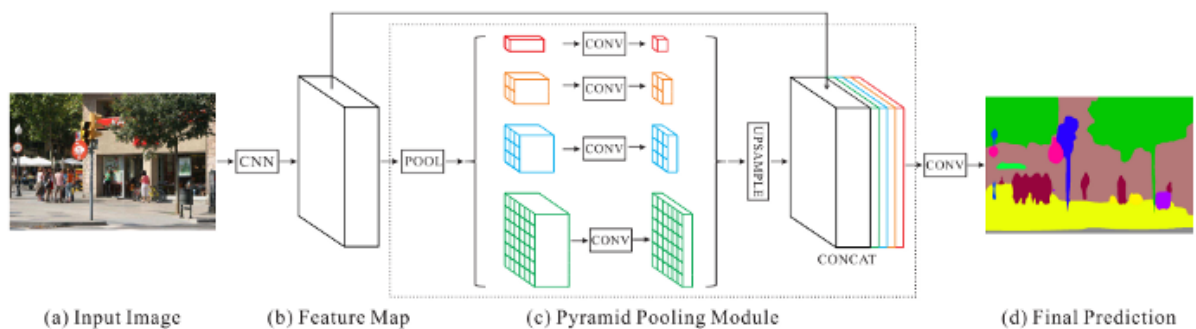 CONV
CONV
CNN
POOL
CONV
UPSAMPLE
CONV
CONV
CONCAT
(a) Input Image
(b) Feature Map
(c) Pyramid Pooling Module
(d) Final Prediction